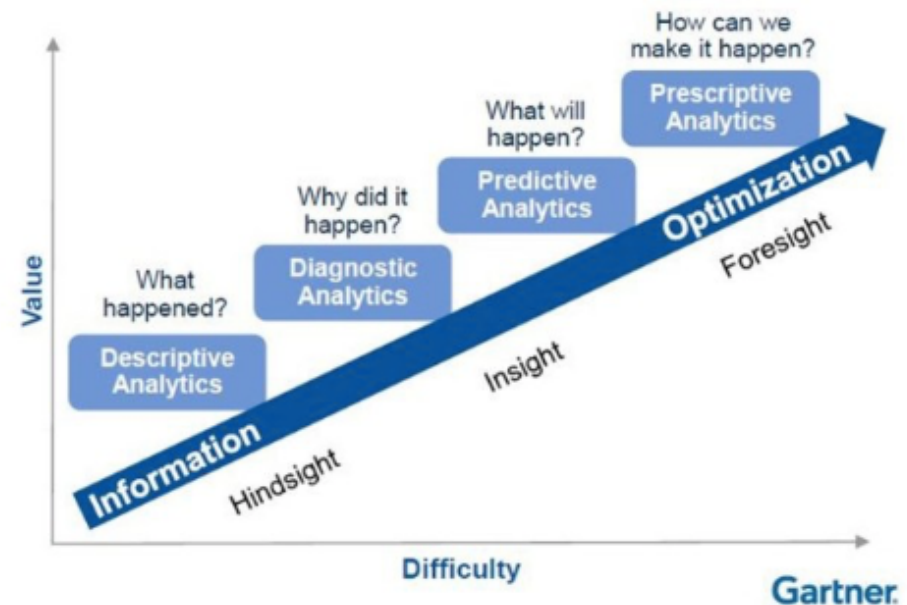 How can we
make it happen?
Prescriptive
Analytics
What will
happen?
Predictive
Analytics
Why did it
happen?
Diagnostic
Analytics
What
happened?
Descriptive
Analytics
Value
Information
Optimization
Hindsight
Insight
Foresight
Difficulty
Gartner.